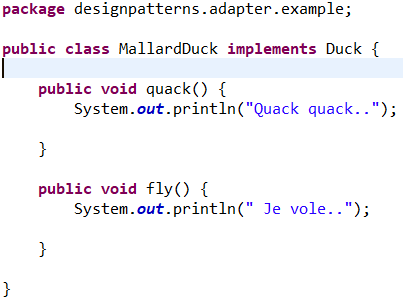 package designpatterns.adapter.example;
public class MallardDuck implements Duck {
public void quack() {
System.out.println("Quack quack..");
}
public void fly() {
System.out.println(" Je vole..");
}
}